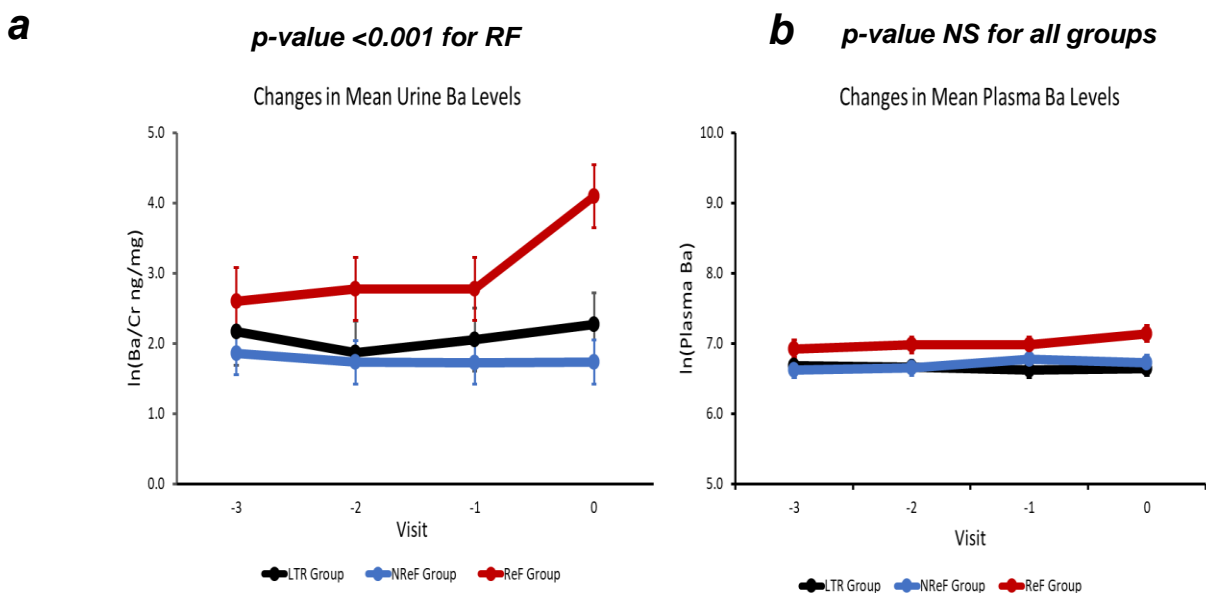 a
p-value <0.001 for RF
Changes in Mean Urine Ba Levels
ln(Ba/Cr ng/mg)
5.0
4.0
3.0
2.0
1.0
0.0
-3 -2 -1 0
Visit
LTR Group NReF Group ReF Group
b
p-value NS for all groups
Changes in Mean Plasma Ba Levels
ln(Plasma Ba)
10.0
9.0
8.0
7.0
6.0
5.0
-3 -2 -1 0
Visit
LTR Group NReF Group ReF Group